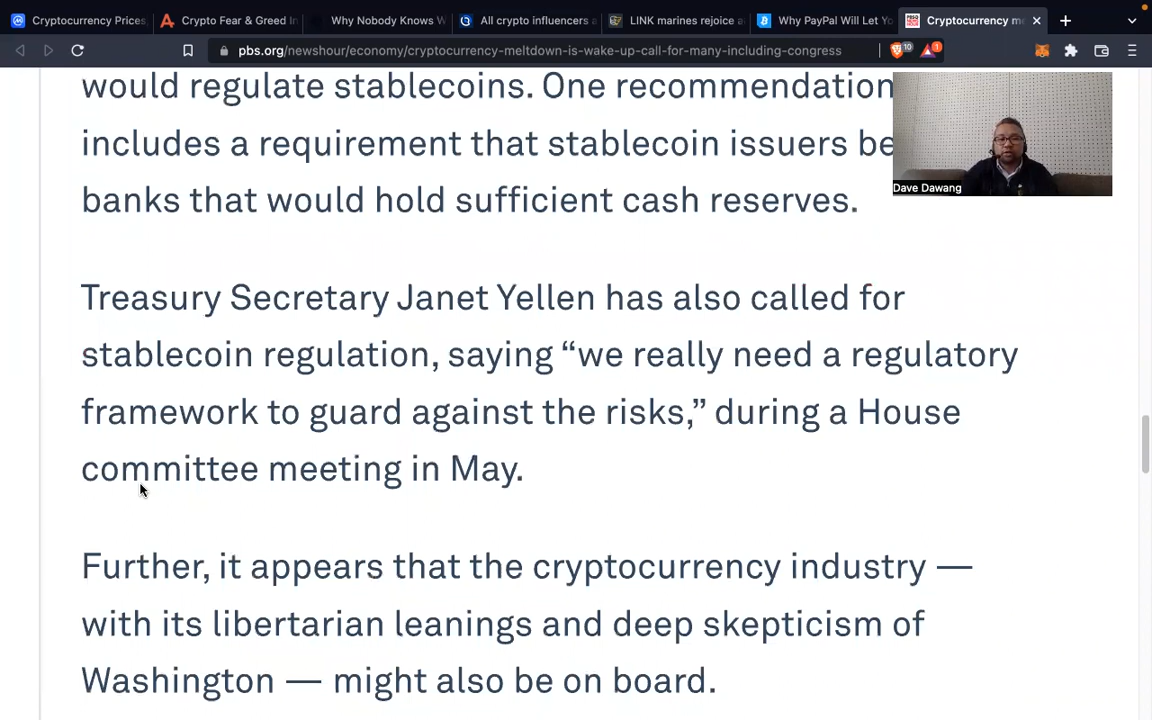 Cryptocurrency Prices,
Crypto Fear & Greed In
Why Nobody Knows W
All crypto influencers a
LINK marines rejoice a
Why PayPal Will Let Yo
Cryptocurrency me
pbs.org/newshour/economy/cryptocurrency-meltdown-is-wake-up-call-for-many-including-congress
10
1
would regulate stablecoins. One recommendation
includes a requirement that stablecoin issuers be
banks that would hold sufficient cash reserves.
Dave Dawang
Treasury Secretary Janet Yellen has also called for
stablecoin regulation, saying “we really need a regulatory
framework to guard against the risks,” during a House
committee meeting in May.
Further, it appears that the cryptocurrency industry —
with its libertarian leanings and deep skepticism of
Washington — might also be on board.